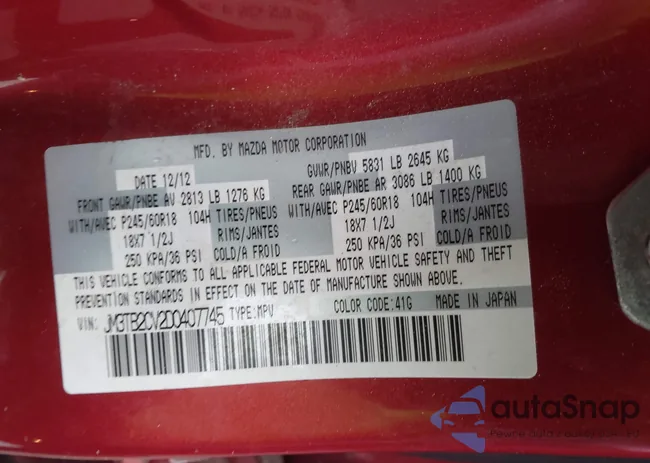 MFD. BY MAZDA MOTOR CORPORATION
DATE 12/12 GVWR/PNBV 5831 LB 2645 KG
FRONT GAWR/PNBE AV 2813 LB 1276 KG REAR GAWR/PNBE AR 3086 LB 1400 KG
WITH/AVEC P245/60R18 104H TIRES/PNEUS WITH/AVEC P245/60R18 104H TIRES/PNEUS
18X7 1/2J RIMS/JANTES 18X7 1/2J RIMS/JANTES
250 KPA/36 PSI COLD/A FROID 250 KPA/36 PSI COLD/A FROID
THIS VEHICLE CONFORMS TO ALL APPLICABLE FEDERAL MOTOR VEHICLE SAFETY AND THEFT
PREVENTION STANDARDS IN EFFECT ON THE DATE OF MANUFACTURE SHOWN ABOVE.
VIN: JM3TB2CV2D0407745 TYPE:MPV COLOR CODE:41G MADE IN JAPAN
autoSnap